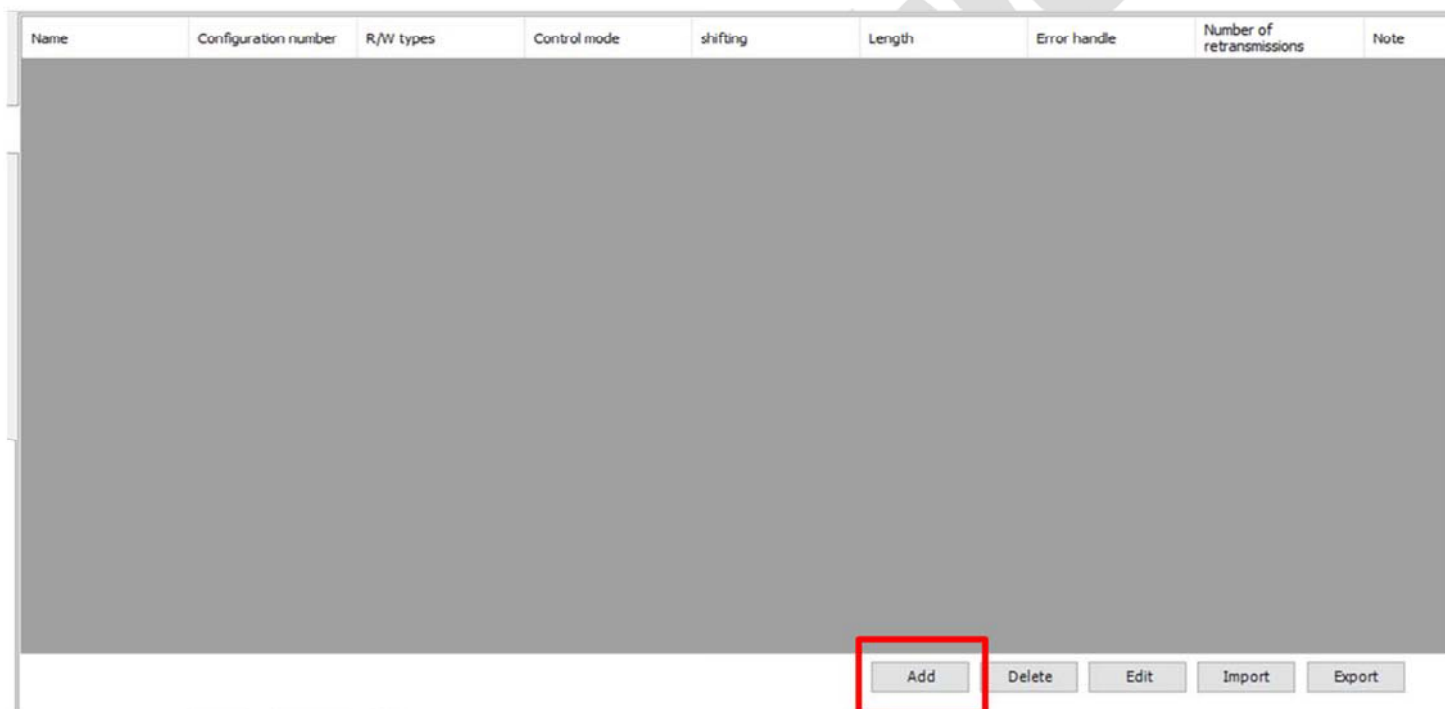 Name Configuration number R/W types Control mode shifting Length Error handle Number of retransmissions Note
Add Delete Edit Import Export